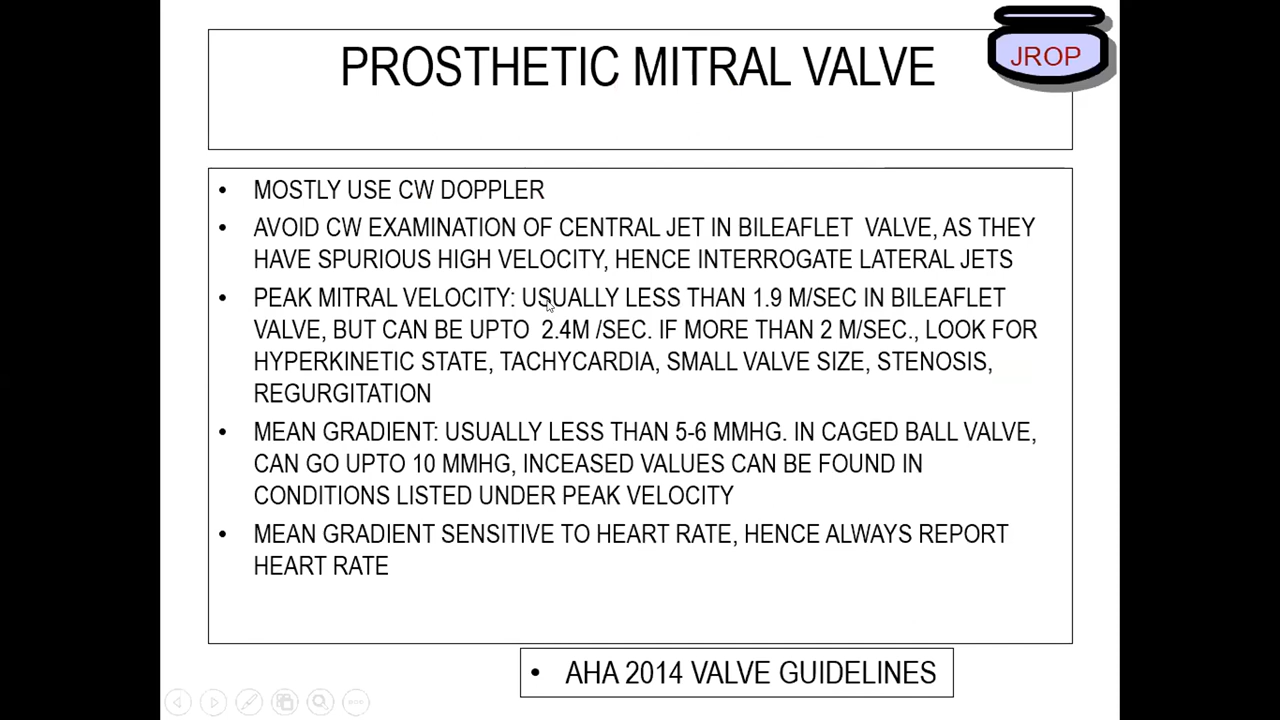 PROSTHETIC MITRAL VALVE
JROP
• MOSTLY USE CW DOPPLER
• AVOID CW EXAMINATION OF CENTRAL JET IN BILEAFLET VALVE, AS THEY
HAVE SPURIOUS HIGH VELOCITY, HENCE INTERROGATE LATERAL JETS
• PEAK MITRAL VELOCITY: USUALLY LESS THAN 1.9 M/SEC IN BILEAFLET
VALVE, BUT CAN BE UPTO 2.4M /SEC. IF MORE THAN 2 M/SEC., LOOK FOR
HYPERKINETIC STATE, TACHYCARDIA, SMALL VALVE SIZE, STENOSIS,
REGURGITATION
• MEAN GRADIENT: USUALLY LESS THAN 5-6 MMHG. IN CAGED BALL VALVE,
CAN GO UPTO 10 MMHG, INCEASED VALUES CAN BE FOUND IN
CONDITIONS LISTED UNDER PEAK VELOCITY
• MEAN GRADIENT SENSITIVE TO HEART RATE, HENCE ALWAYS REPORT
HEART RATE
• AHA 2014 VALVE GUIDELINES